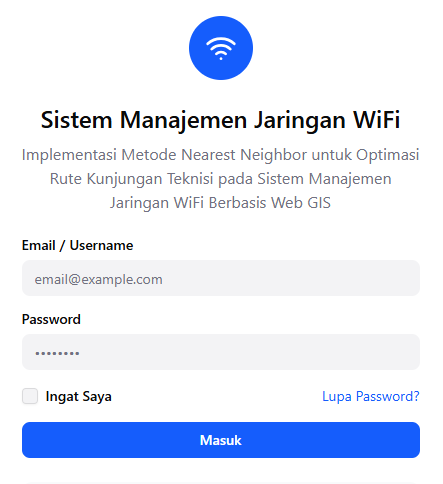 Sistem Manajemen Jaringan WiFi
Implementasi Metode Nearest Neighbor untuk Optimasi
Rute Kunjungan Teknisi pada Sistem Manajemen
Jaringan WiFi Berbasis Web GIS
Email / Username
email@example.com
Password
••••••••
Ingat Saya
Lupa Password?
Masuk